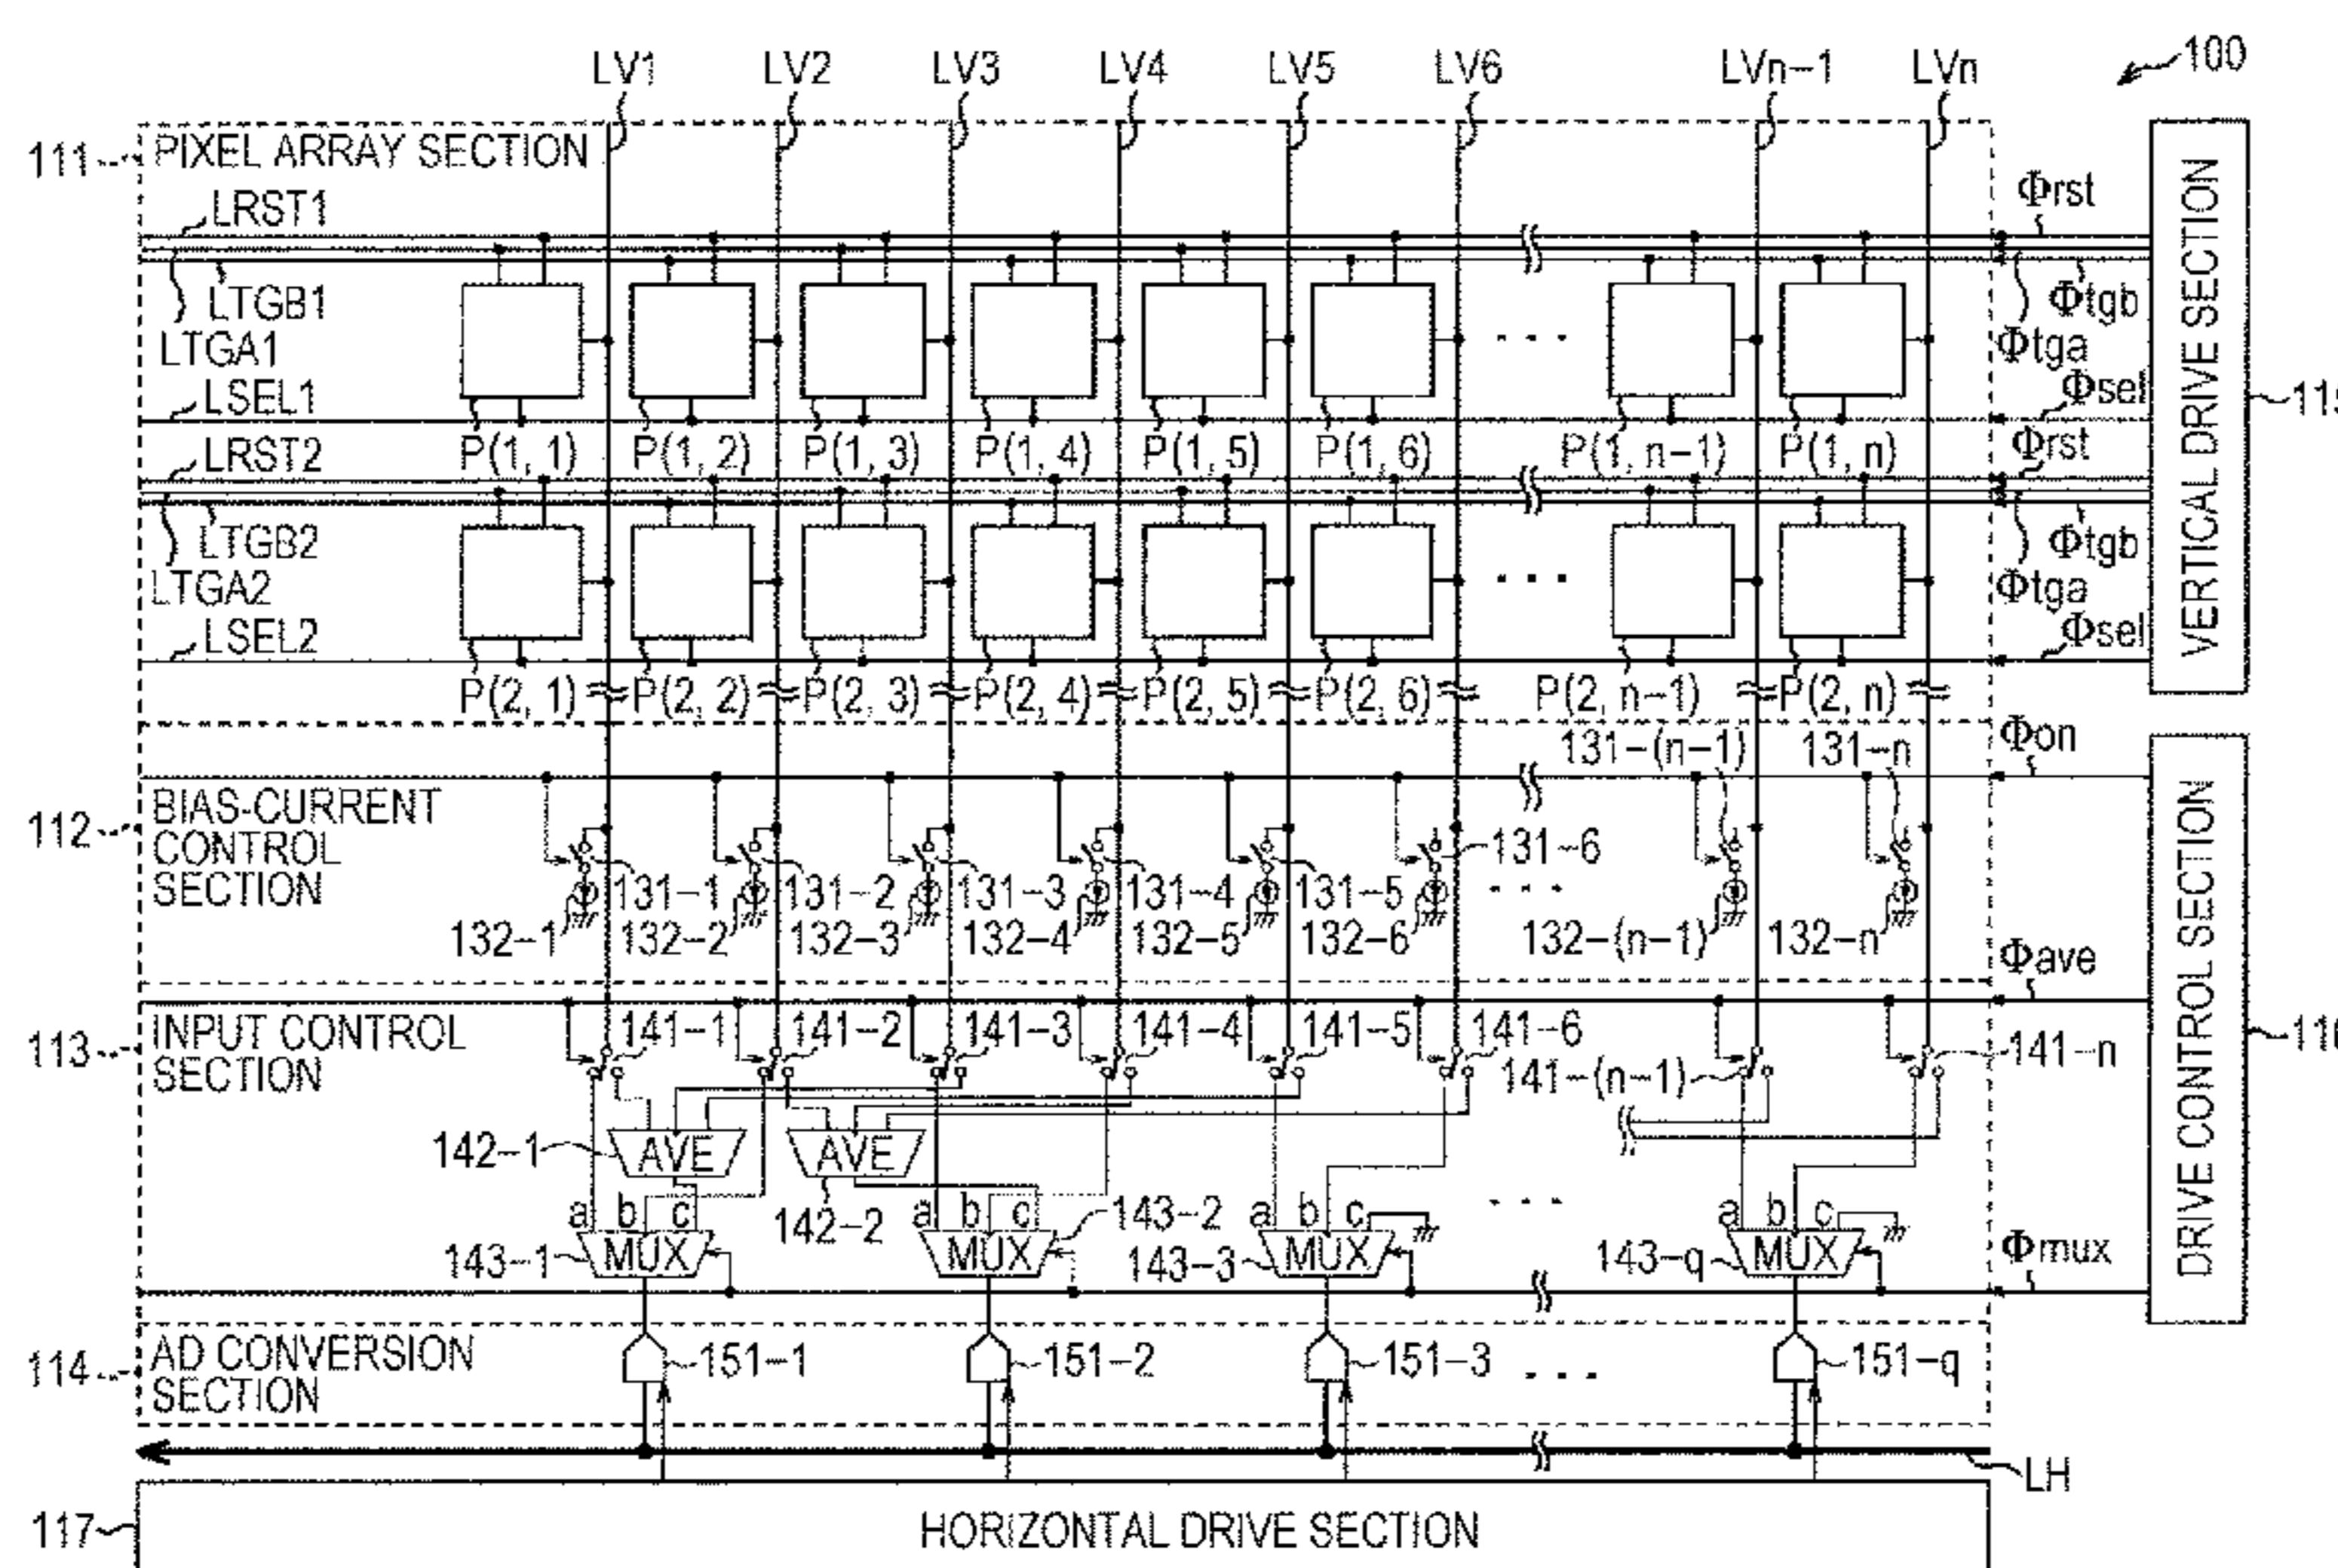 LV1 LV2 LV3 LV4 LV5 LV6 LVn-1 LVn 100
111 PIXEL ARRAY SECTION
LRST1 Φrst
LTGB1 Φtgb
LTGA1 Φtga
LSEL1 Φsel
P(1, 1) P(1, 2) P(1, 3) P(1, 4) P(1, 5) P(1, 6) P(1, n-1) P(1, n)
LRST2 Φrst
LTGB2 Φtgb
LTGA2 Φtga
LSEL2 Φsel
P(2, 1) P(2, 2) P(2, 3) P(2, 4) P(2, 5) P(2, 6) P(2, n-1) P(2, n)
VERTICAL DRIVE SECTION
131-(n-1) 131-n Φon
112 BIAS-CURRENT
CONTROL
SECTION
131-6
131-1 131-2 131-3 131-4 131-5
132-1 132-2 132-3 132-4 132-5 132-6 132-(n-1) 132-n
Φave
113 INPUT CONTROL
SECTION
141-1 141-2 141-3 141-4 141-5 141-6 141-(n-1) 141-n
142-1 AVE AVE
142-2
a b c a b c a b c a b c
143-1 MUX MUX 143-2 143-3 MUX 143-q MUX
Φmux
DRIVE CONTROL SECTION
114 AD CONVERSION
SECTION
151-1 151-2 151-3 151-q
LH
117 HORIZONTAL DRIVE SECTION